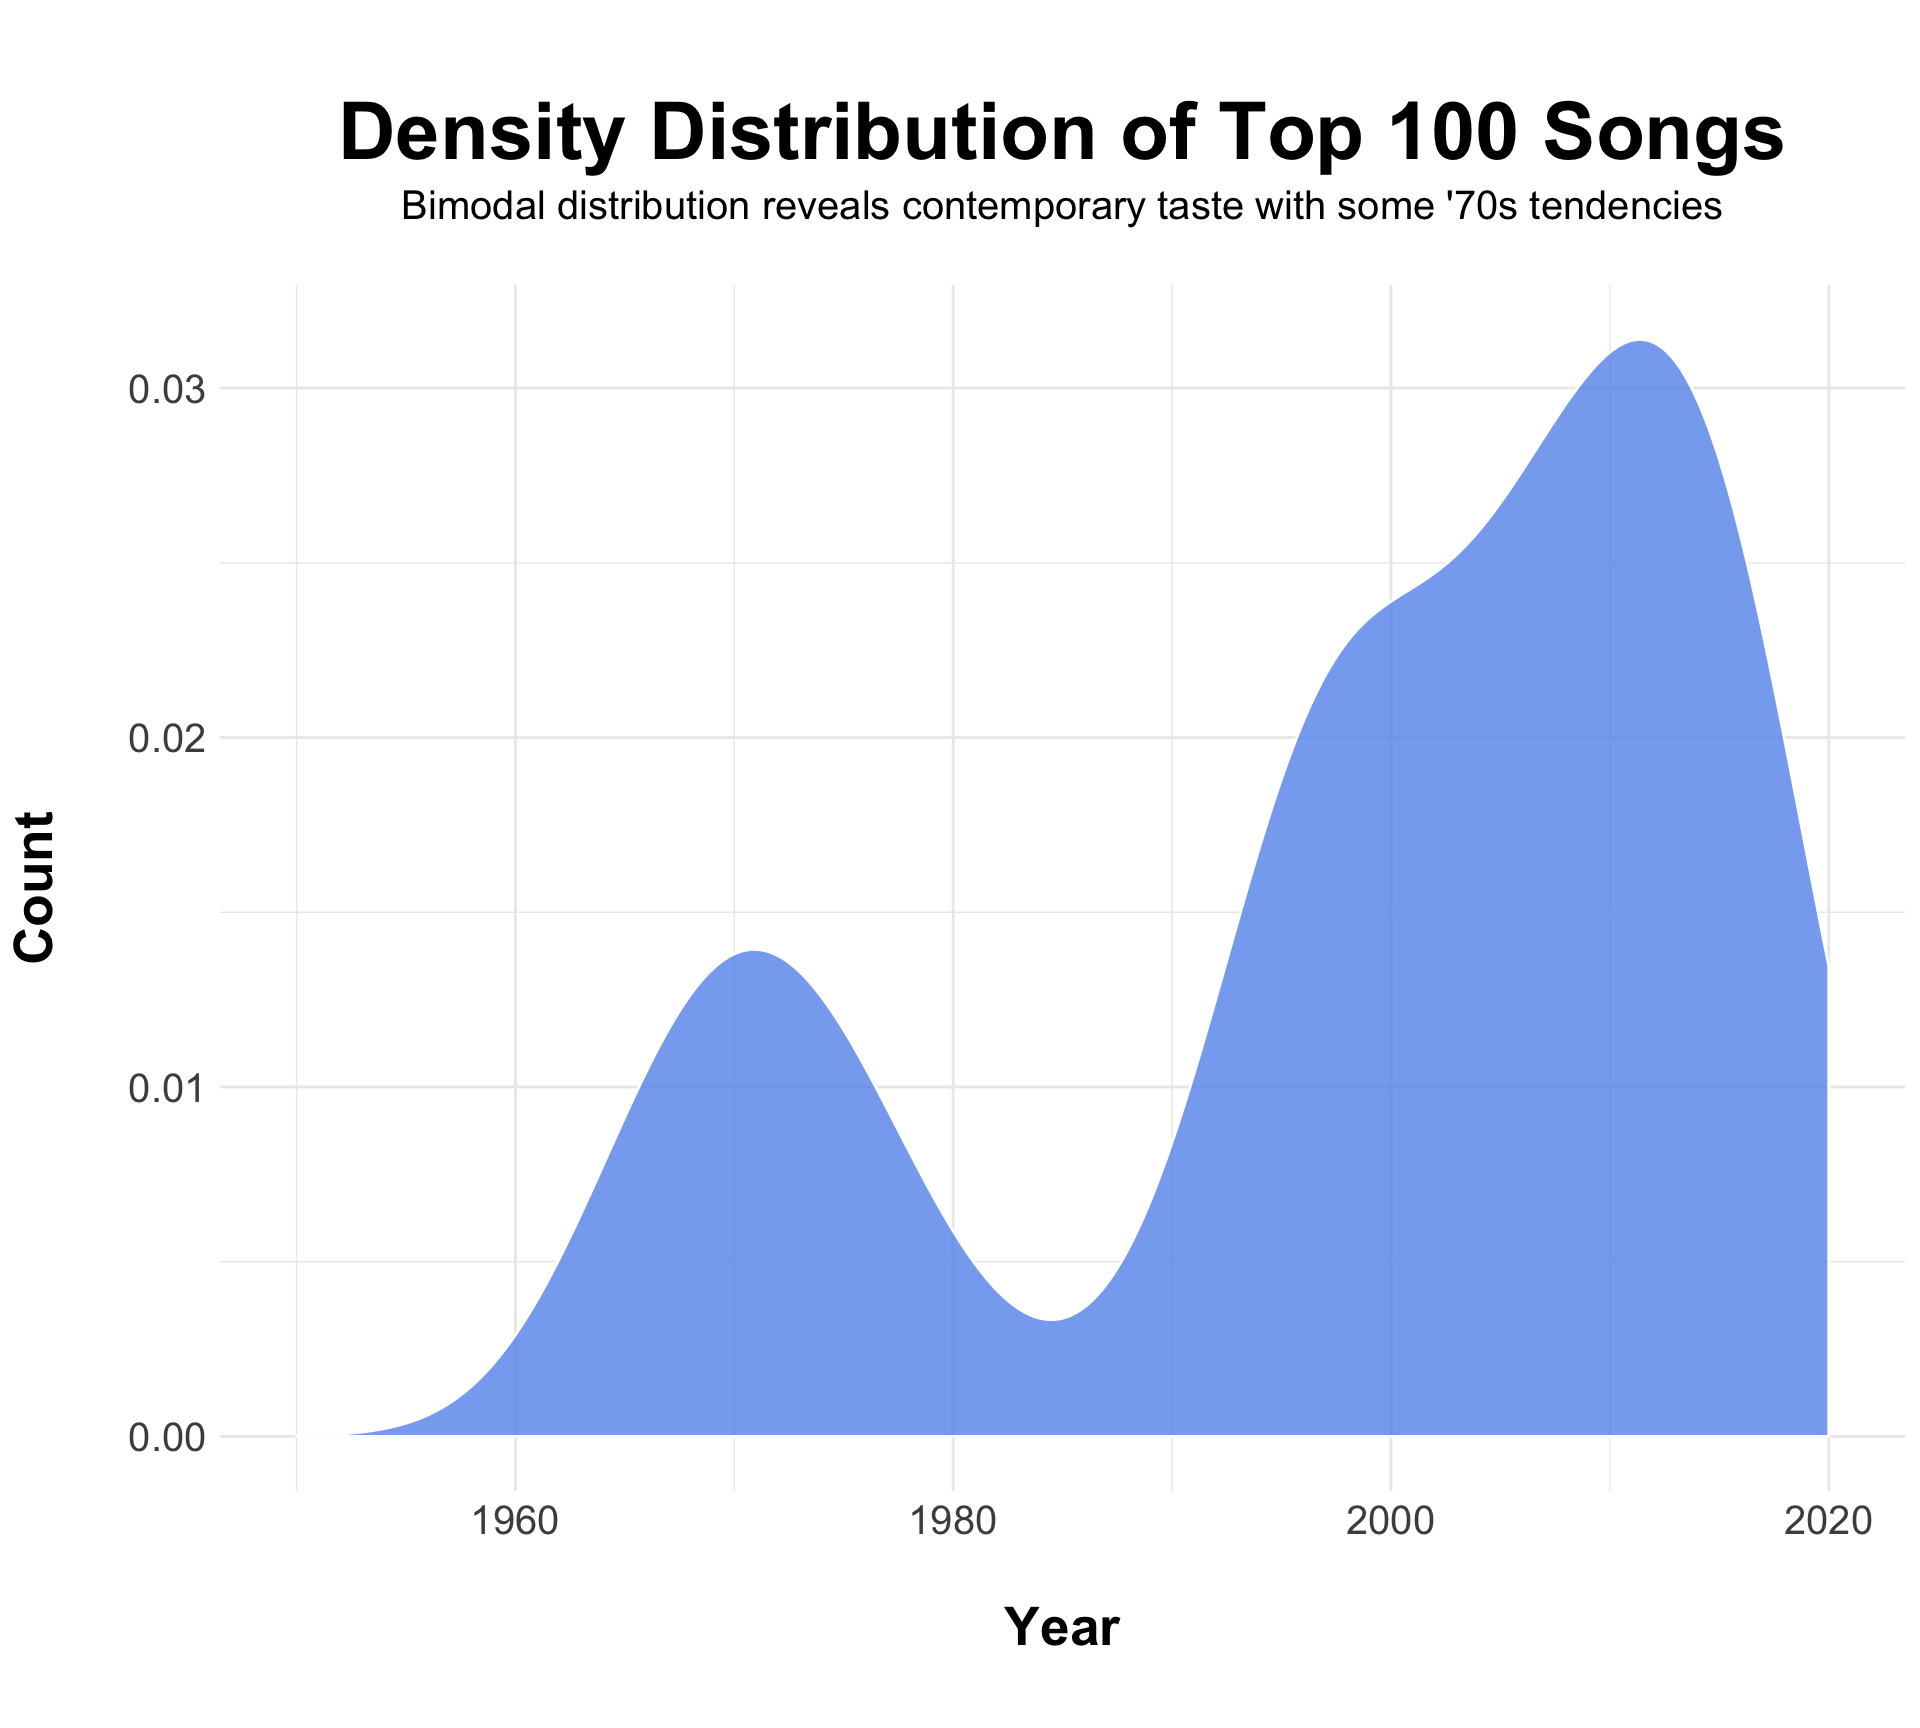 Density Distribution of Top 100 Songs
Bimodal distribution reveals contemporary taste with some '70s tendencies
0.03
0.02
0.01
0.00
Count
1960 1980 2000 2020
Year